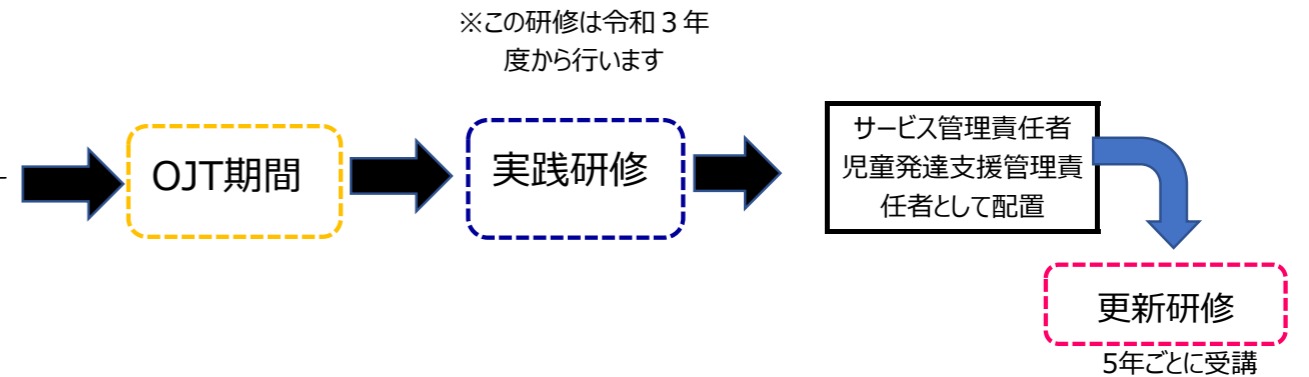 ※この研修は令和３年
度から行います
OJT期間
実践研修
サービス管理責任者
児童発達支援管理責
任者として配置
更新研修
5年ごとに受講